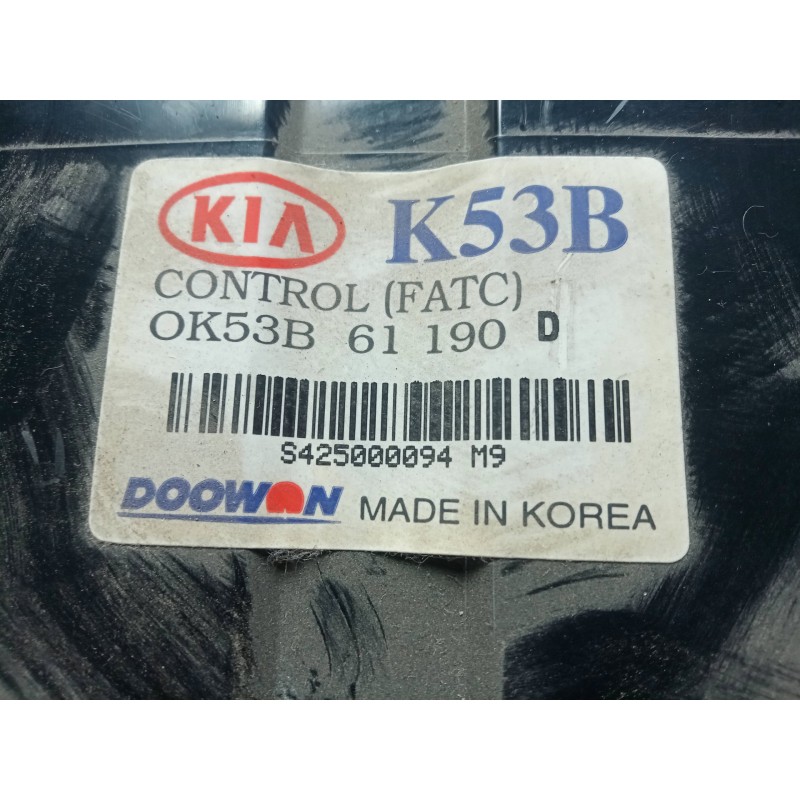 KIA K53B
CONTROL (FATC)
OK53B 61 190 D
S425000094 M9
DOOWON MADE IN KOREA